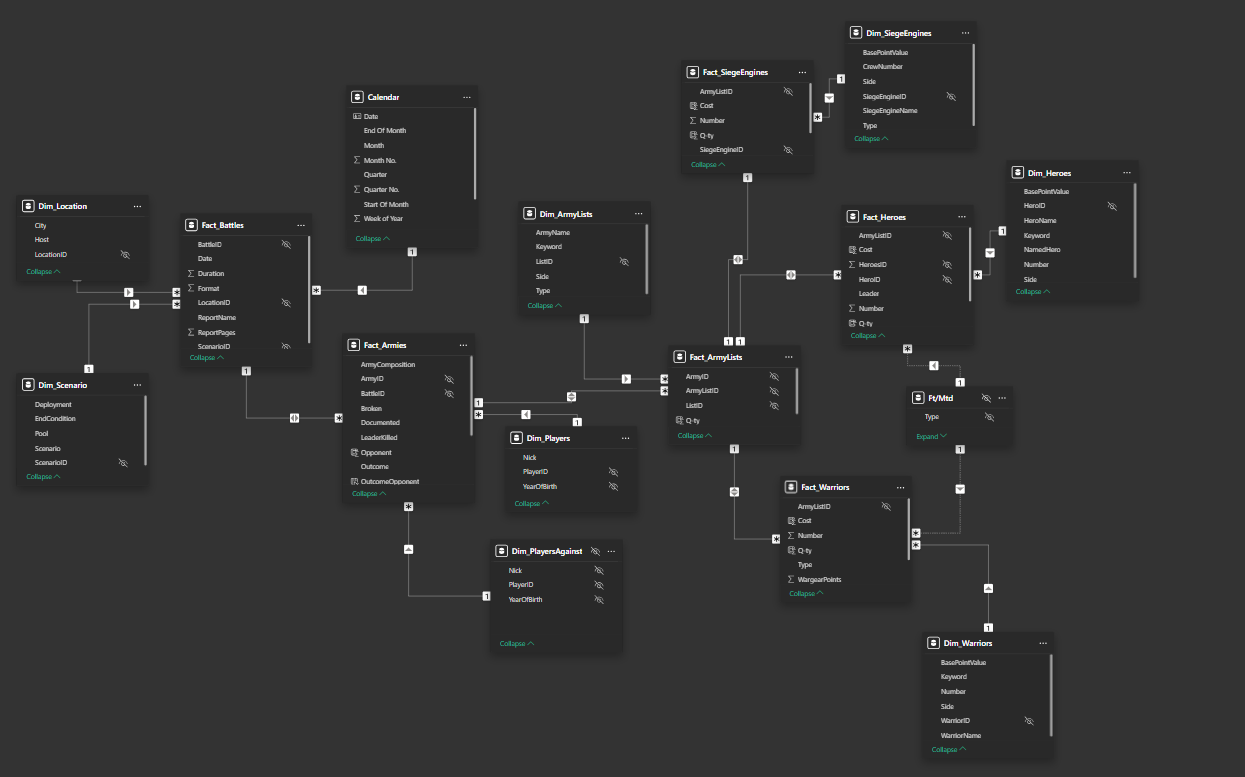 Dim_Location
City
Host
LocationID
Collapse
Fact_Battles
BattleID
Date
Duration
Format
LocationID
ReportName
ReportPages
ScenarioID
Collapse
Calendar
Date
End Of Month
Month
Month No.
Quarter
Quarter No.
Start Of Month
Week of Year
Collapse
Dim_Scenario
Deployment
EndCondition
Pool
Scenario
ScenarioID
Collapse
Fact_Armies
ArmyComposition
ArmyID
BattleID
Broken
Documented
LeaderKilled
Opponent
Outcome
OutcomeOpponent
Collapse
Dim_ArmyLists
ArmyName
Keyword
ListID
Side
Type
Collapse
Dim_Players
Nick
PlayerID
YearOfBirth
Collapse
Dim_PlayersAgainst
Nick
PlayerID
YearOfBirth
Collapse
Fact_SiegeEngines
ArmyListID
Cost
Number
Q-ty
SiegeEngineID
Collapse
Dim_SiegeEngines
BasePointValue
CrewNumber
Side
SiegeEngineID
SiegeEngineName
Type
Collapse
Fact_Heroes
ArmyListID
Cost
HeroesID
HeroID
Leader
Number
Q-ty
Collapse
Dim_Heroes
BasePointValue
HeroID
HeroName
Keyword
NamedHero
Number
Side
Collapse
Fact_ArmyLists
ArmyID
ArmyListID
ListID
Q-ty
Collapse
Ft/Mtd
Type
Expand
Fact_Warriors
ArmyListID
Cost
Number
Q-ty
Type
WargearPoints
Collapse
Dim_Warriors
BasePointValue
Keyword
Number
Side
WarriorID
WarriorName
Collapse